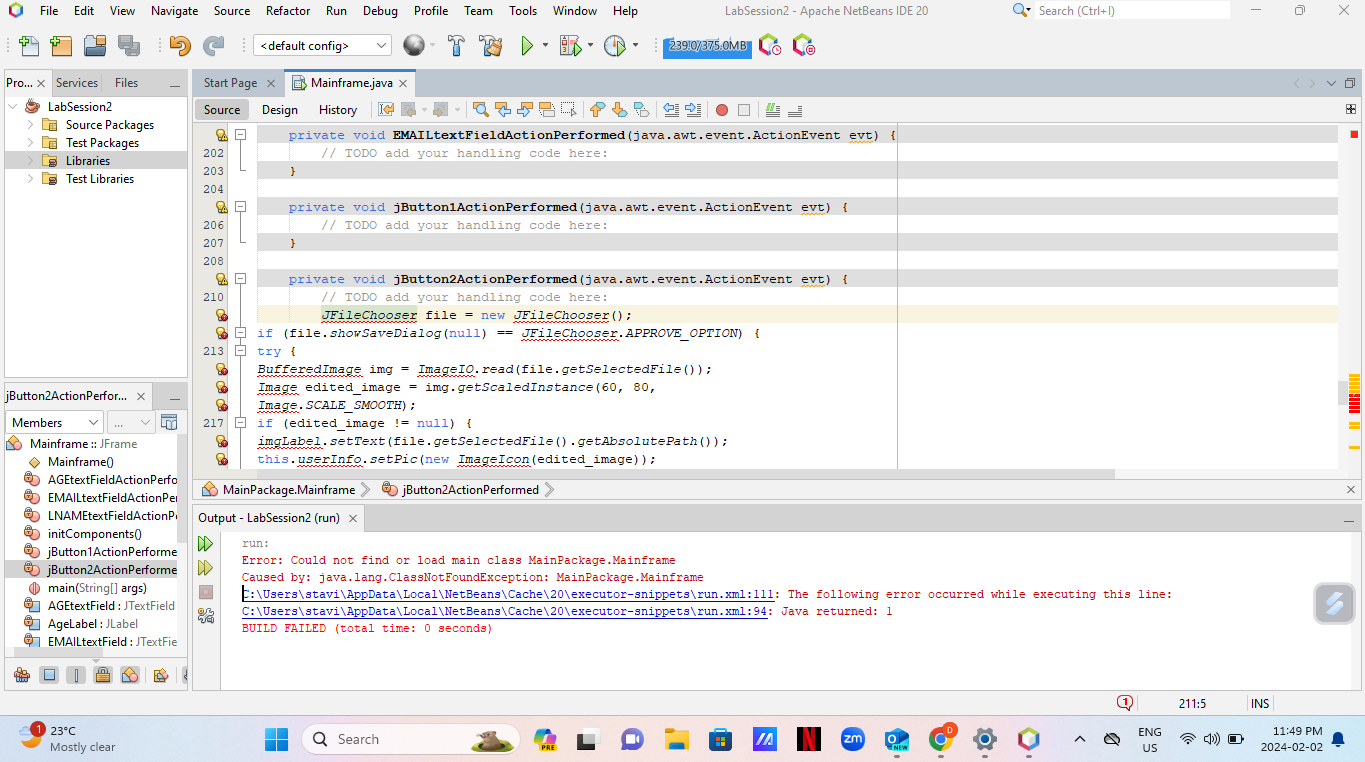 File Edit View Navigate Source Refactor Run Debug Profile Team Tools Window Help
LabSession2 - Apache NetBeans IDE 20
Search (Ctrl+I)
<default config>
239.0/375.0MB
Pro...
Services
Files
Start Page
Mainframe.java
LabSession2
Source Packages
Test Packages
Libraries
Test Libraries
Source Design History
private void EMAILtextFieldActionPerformed(java.awt.event.ActionEvent evt) {
202 // TODO add your handling code here:
203 }
204
private void jButton1ActionPerformed(java.awt.event.ActionEvent evt) {
206 // TODO add your handling code here:
207 }
208
private void jButton2ActionPerformed(java.awt.event.ActionEvent evt) {
210 // TODO add your handling code here:
JFileChooser file = new JFileChooser();
if (file.showSaveDialog(null) == JFileChooser.APPROVE_OPTION) {
213 try {
BufferedImage img = ImageIO.read(file.getSelectedFile());
Image edited_image = img.getScaledInstance(60, 80,
Image.SCALE_SMOOTH);
217 if (edited_image != null) {
imgLabel.setText(file.getSelectedFile().getAbsolutePath());
this.userInfo.setPic(new ImageIcon(edited_image));
MainPackage.Mainframe
jButton2ActionPerformed
jButton2ActionPerfor...
Members
...
Mainframe :: JFrame
Mainframe()
AGEtextFieldActionPerfo
EMAILtextFieldActionPer
LNAMEtextFieldActionP
initComponents()
jButton1ActionPerforme
jButton2ActionPerforme
main(String[] args)
AGEtextField : JTextField
AgeLabel : JLabel
EMAILtextField : JTextFie
Output - LabSession2 (run)
run:
Error: Could not find or load main class MainPackage.Mainframe
Caused by: java.lang.ClassNotFoundException: MainPackage.Mainframe
C:\Users\stavi\AppData\Local\NetBeans\Cache\20\executor-snippets\run.xml:111: The following error occurred while executing this line:
C:\Users\stavi\AppData\Local\NetBeans\Cache\20\executor-snippets\run.xml:94: Java returned: 1
BUILD FAILED (total time: 0 seconds)
1
211:5
INS
1
23°C
Mostly clear
Search
PRE
zm
NEW
D
ENG
US
11:49 PM
2024-02-02